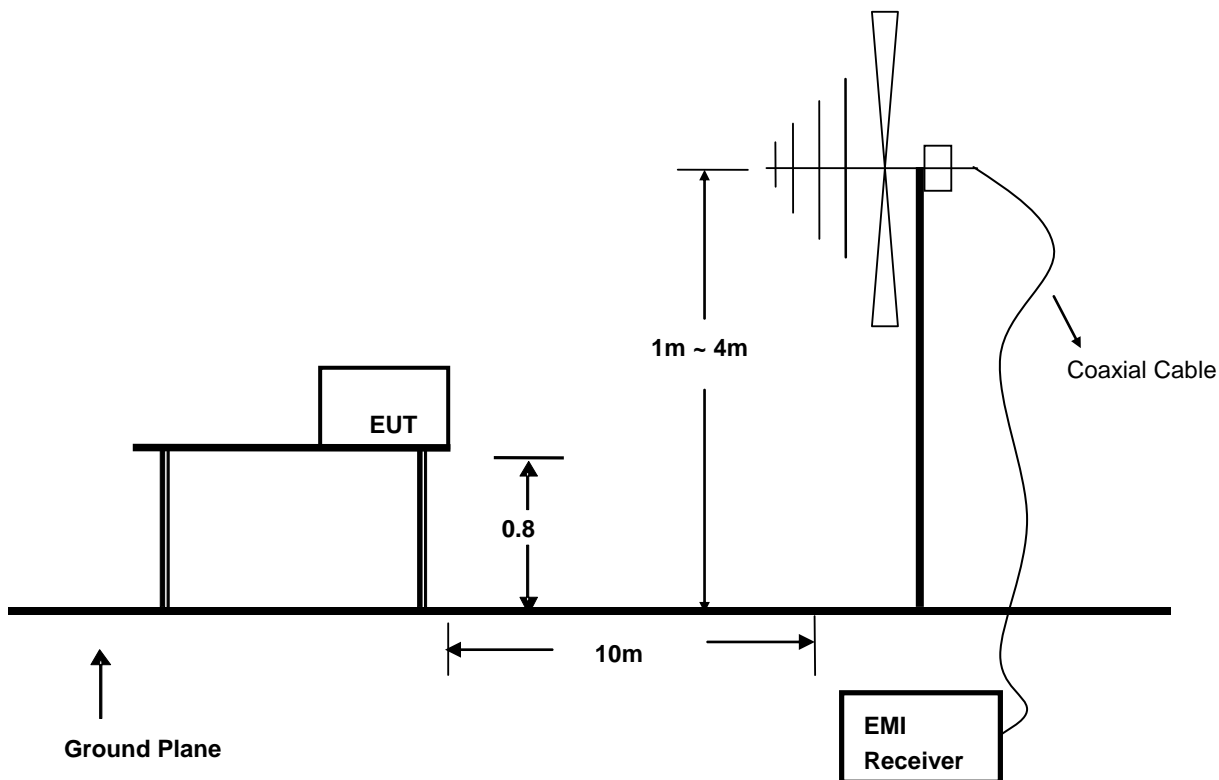 1m ~ 4m
Coaxial Cable
EUT
0.8
10m
Ground Plane
EMI
Receiver